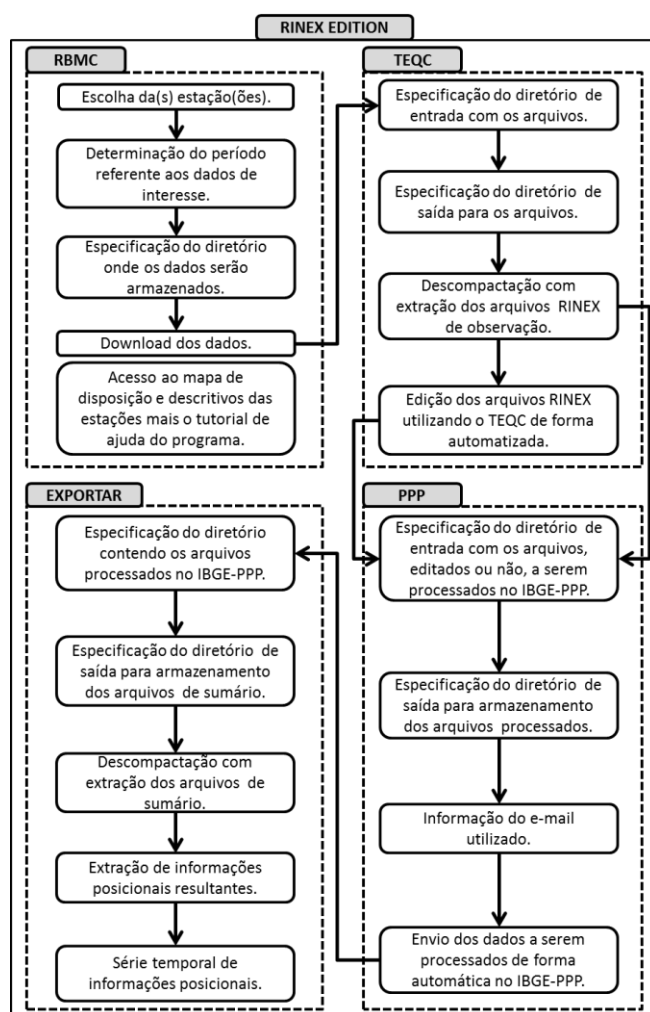 RINEX EDITION
RBMC
Escolha da(s) estação(ões).
Determinação do período
referente aos dados de
interesse.
Especificação do diretório
onde os dados serão
armazenados.
Download dos dados.
Acesso ao mapa de
disposição e descritivos das
estações mais o tutorial de
ajuda do programa.
TEQC
Especificação do diretório de
entrada com os arquivos.
Especificação do diretório de
saída para os arquivos.
Descompactação com
extração dos arquivos RINEX
de observação.
Edição dos arquivos RINEX
utilizando o TEQC de forma
automatizada.
PPP
Especificação do diretório de
entrada com os arquivos,
editados ou não, a serem
processados no IBGE-PPP.
Especificação do diretório de
saída para armazenamento
dos arquivos processados.
Informação do e-mail
utilizado.
Envio dos dados a serem
processados de forma
automática no IBGE-PPP.
EXPORTAR
Especificação do diretório
contendo os arquivos
processados no IBGE-PPP.
Especificação do diretório de
saída para armazenamento
dos arquivos de sumário.
Descompactação com
extração dos arquivos de
sumário.
Extração de informações
posicionais resultantes.
Série temporal de
informações posicionais.